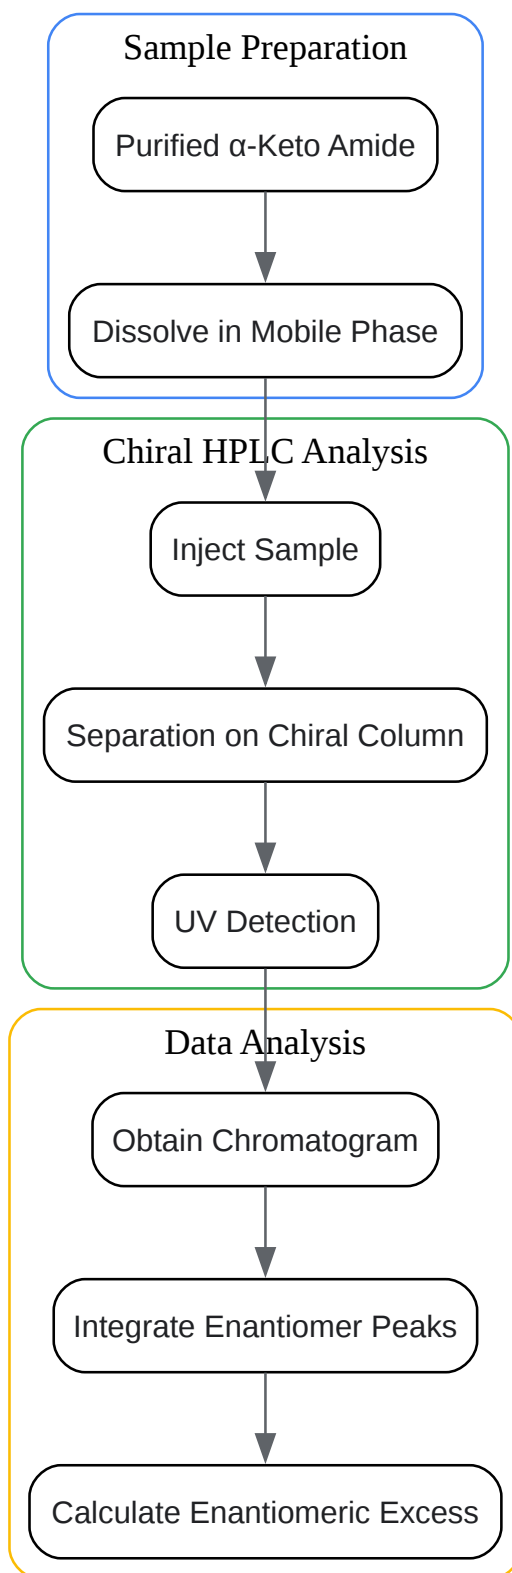 Sample Preparation
Purified α-Keto Amide
Dissolve in Mobile Phase
Chiral HPLC Analysis
Inject Sample
Separation on Chiral Column
UV Detection
Data Analysis
Obtain Chromatogram
Integrate Enantiomer Peaks
Calculate Enantiomeric Excess